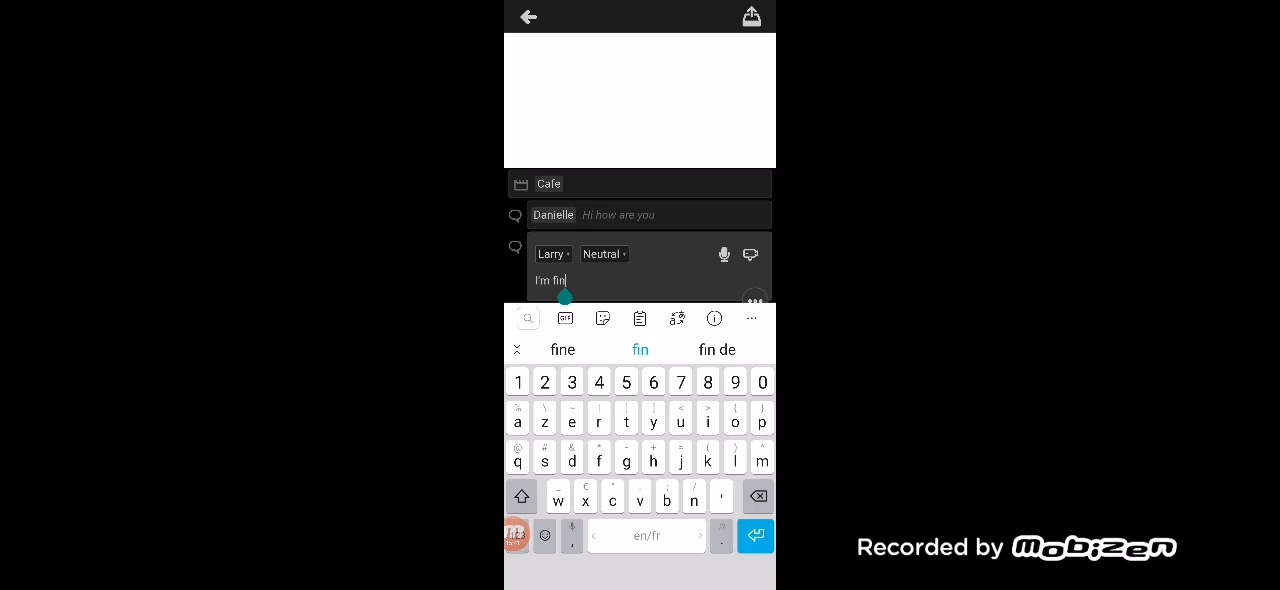 Cafe
Danielle Hi how are you
Larry Neutral
I'm fin
GIF
fine fin fin de
1 2 3 4 5 6 7 8 9 0
% \ ~ | [ ] < > { }
a z e r t y u i o p
@ # & * - + = ( ) ^
q s d f g h j k l m
_ € " : ; /
w x c v b n '
, en/fr .
Recorded by mobizen